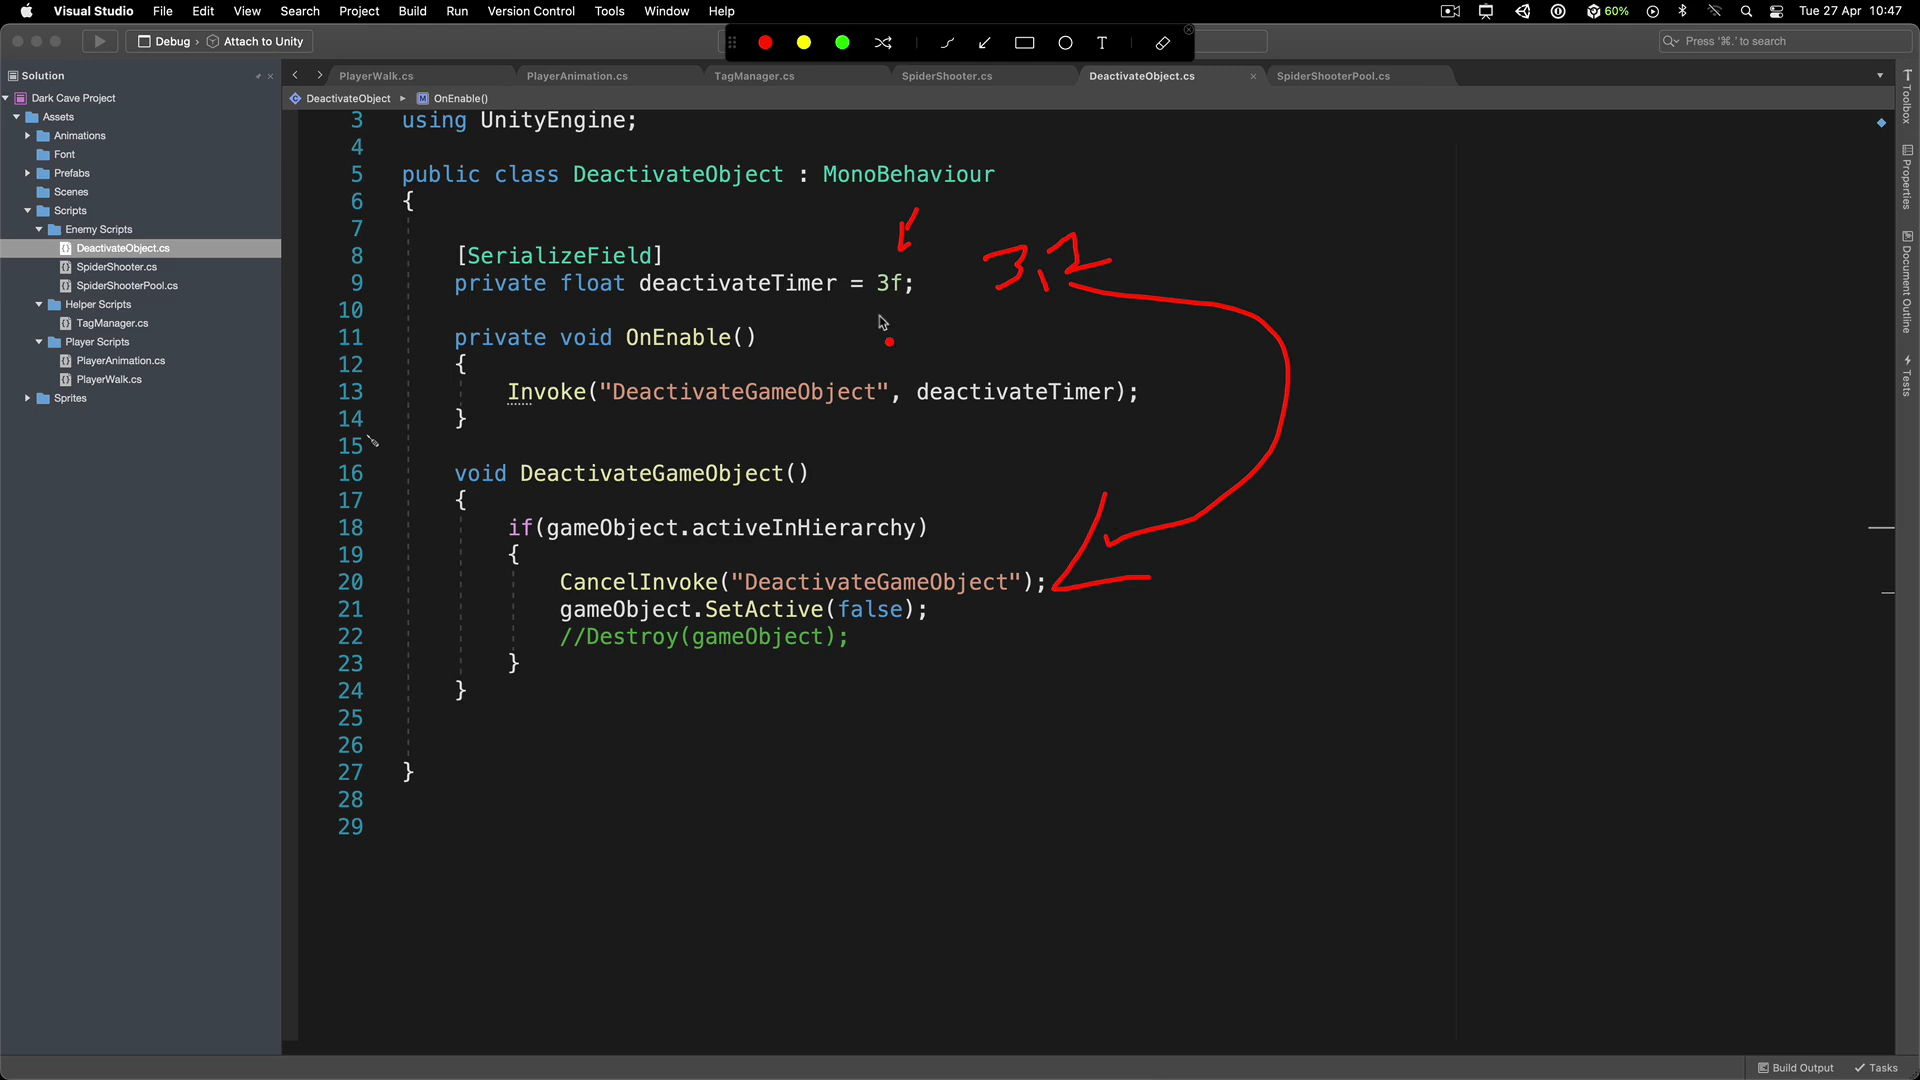 Visual Studio File Edit View Search Project Build Run Version Control Tools Window Help 60% Tue 27 Apr 10:47
Debug › Attach to Unity Press '⌘.' to search
Solution
Dark Cave Project
Assets
Animations
Font
Prefabs
Scenes
Scripts
Enemy Scripts
DeactivateObject.cs
SpiderShooter.cs
SpiderShooterPool.cs
Helper Scripts
TagManager.cs
Player Scripts
PlayerAnimation.cs
PlayerWalk.cs
Sprites
PlayerWalk.cs PlayerAnimation.cs TagManager.cs SpiderShooter.cs DeactivateObject.cs SpiderShooterPool.cs
DeactivateObject OnEnable()
3 using UnityEngine;
4
5 public class DeactivateObject : MonoBehaviour
6 {
7
8 [SerializeField]
9 private float deactivateTimer = 3f;
3,2
10
11 private void OnEnable()
12 {
13 Invoke("DeactivateGameObject", deactivateTimer);
14 }
15
16 void DeactivateGameObject()
17 {
18 if(gameObject.activeInHierarchy)
19 {
20 CancelInvoke("DeactivateGameObject");
21 gameObject.SetActive(false);
22 //Destroy(gameObject);
23 }
24 }
25
26
27 }
28
29
T
Toolbox
Properties
Document Outline
Tests
Build Output Tasks